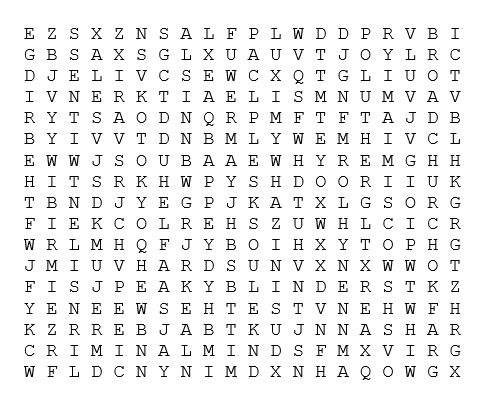 E Z S X Z N S A L F P L W D D P R V B I
G B S A X S G L X U A U V T J O Y L R C
D J E L I V C S E W C X Q T G L I U O T
I V N E R K T I A E L I S M N U M V A V
R Y T S A O D N Q R P M F T F T A J D B
B Y I V V T D N B M L Y W E M H I V C L
E W W J S O U B A A E W H Y R E M G H H
H I T S R K H W P Y S H D O O R I I U K
T B N D J Y E G P J K A T X L G S O R G
F I E K C O L R E H S Z U W H L C I C R
W R L M H Q F J Y B O I H X Y T O P H G
J M I U V H A R D S U N V X N X W W O T
F I S J P E A K Y B L I N D E R S T K Z
Y E N E E W S E H T E S T V N E H W F H
K Z R R E B J A B T K U J N N A S H A R
C R I M I N A L M I N D S F M X V I R G
W F L D C N Y N I M D X N H A Q O W G X